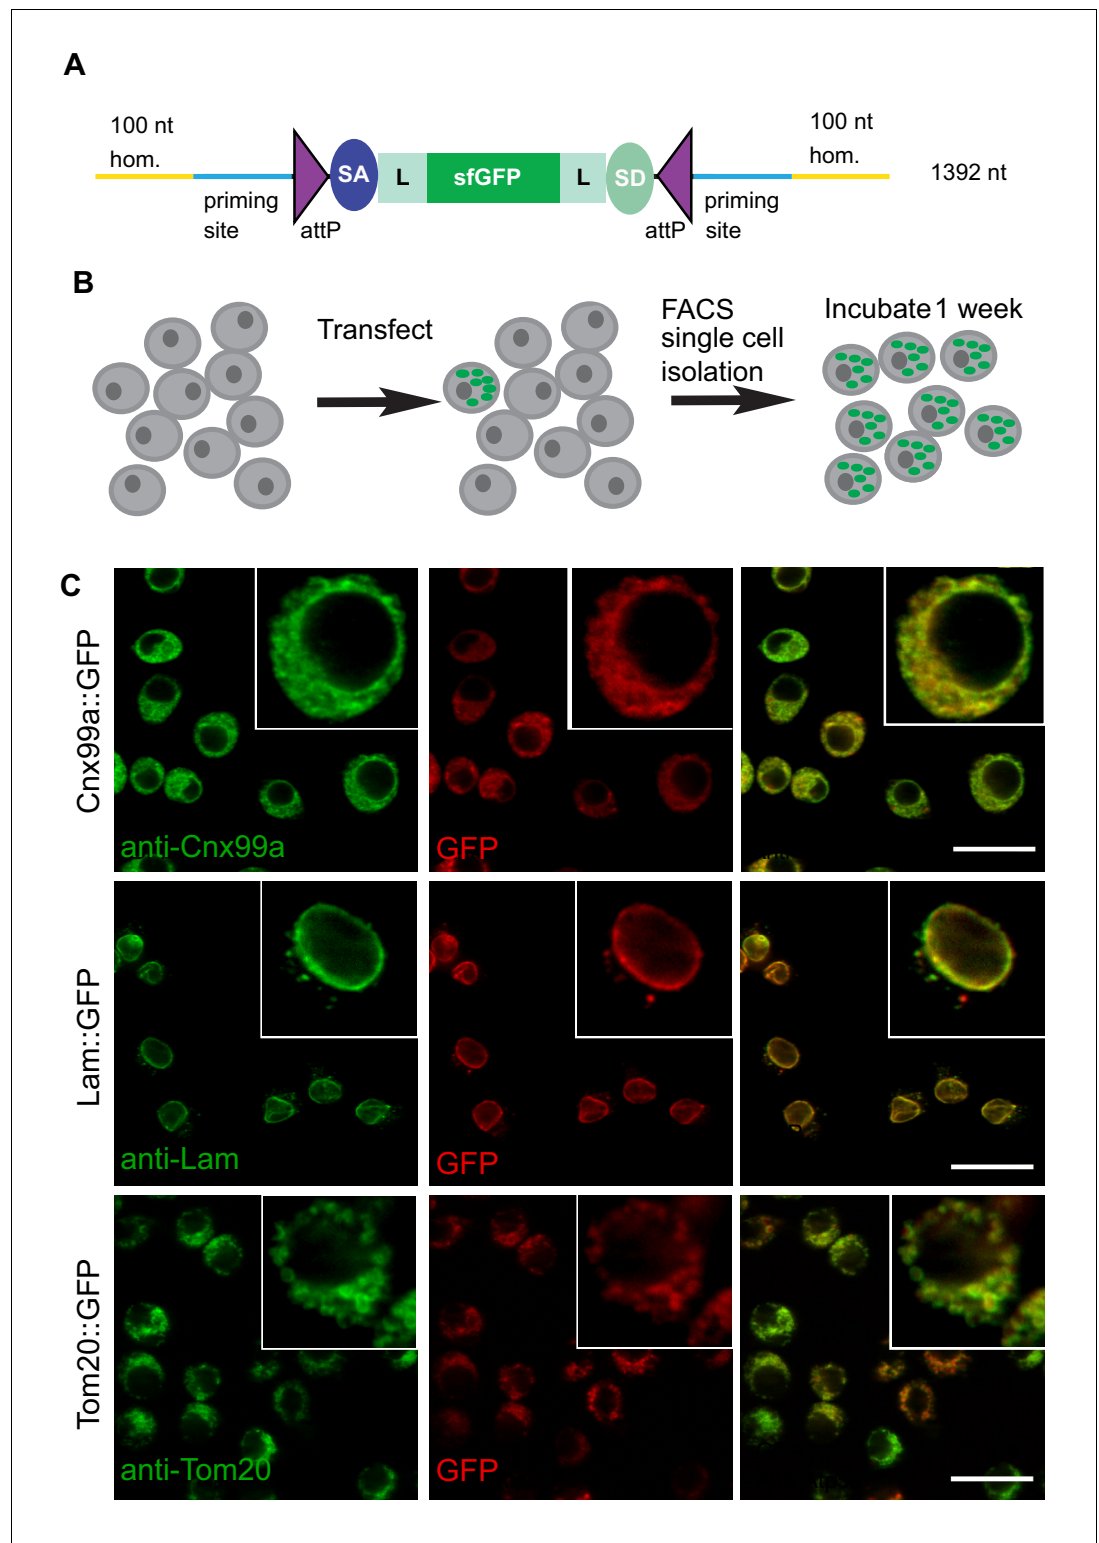 A
100 nt
hom.
100 nt
hom.
1392 nt
SA
L
sfGFP
L
SD
priming
site
attP
attP
priming
site
B
Transfect
FACS
single cell
isolation
Incubate 1 week
C
Cnx99a::GFP
anti-Cnx99a
GFP
Lam::GFP
anti-Lam
GFP
Tom20::GFP
anti-Tom20
GFP